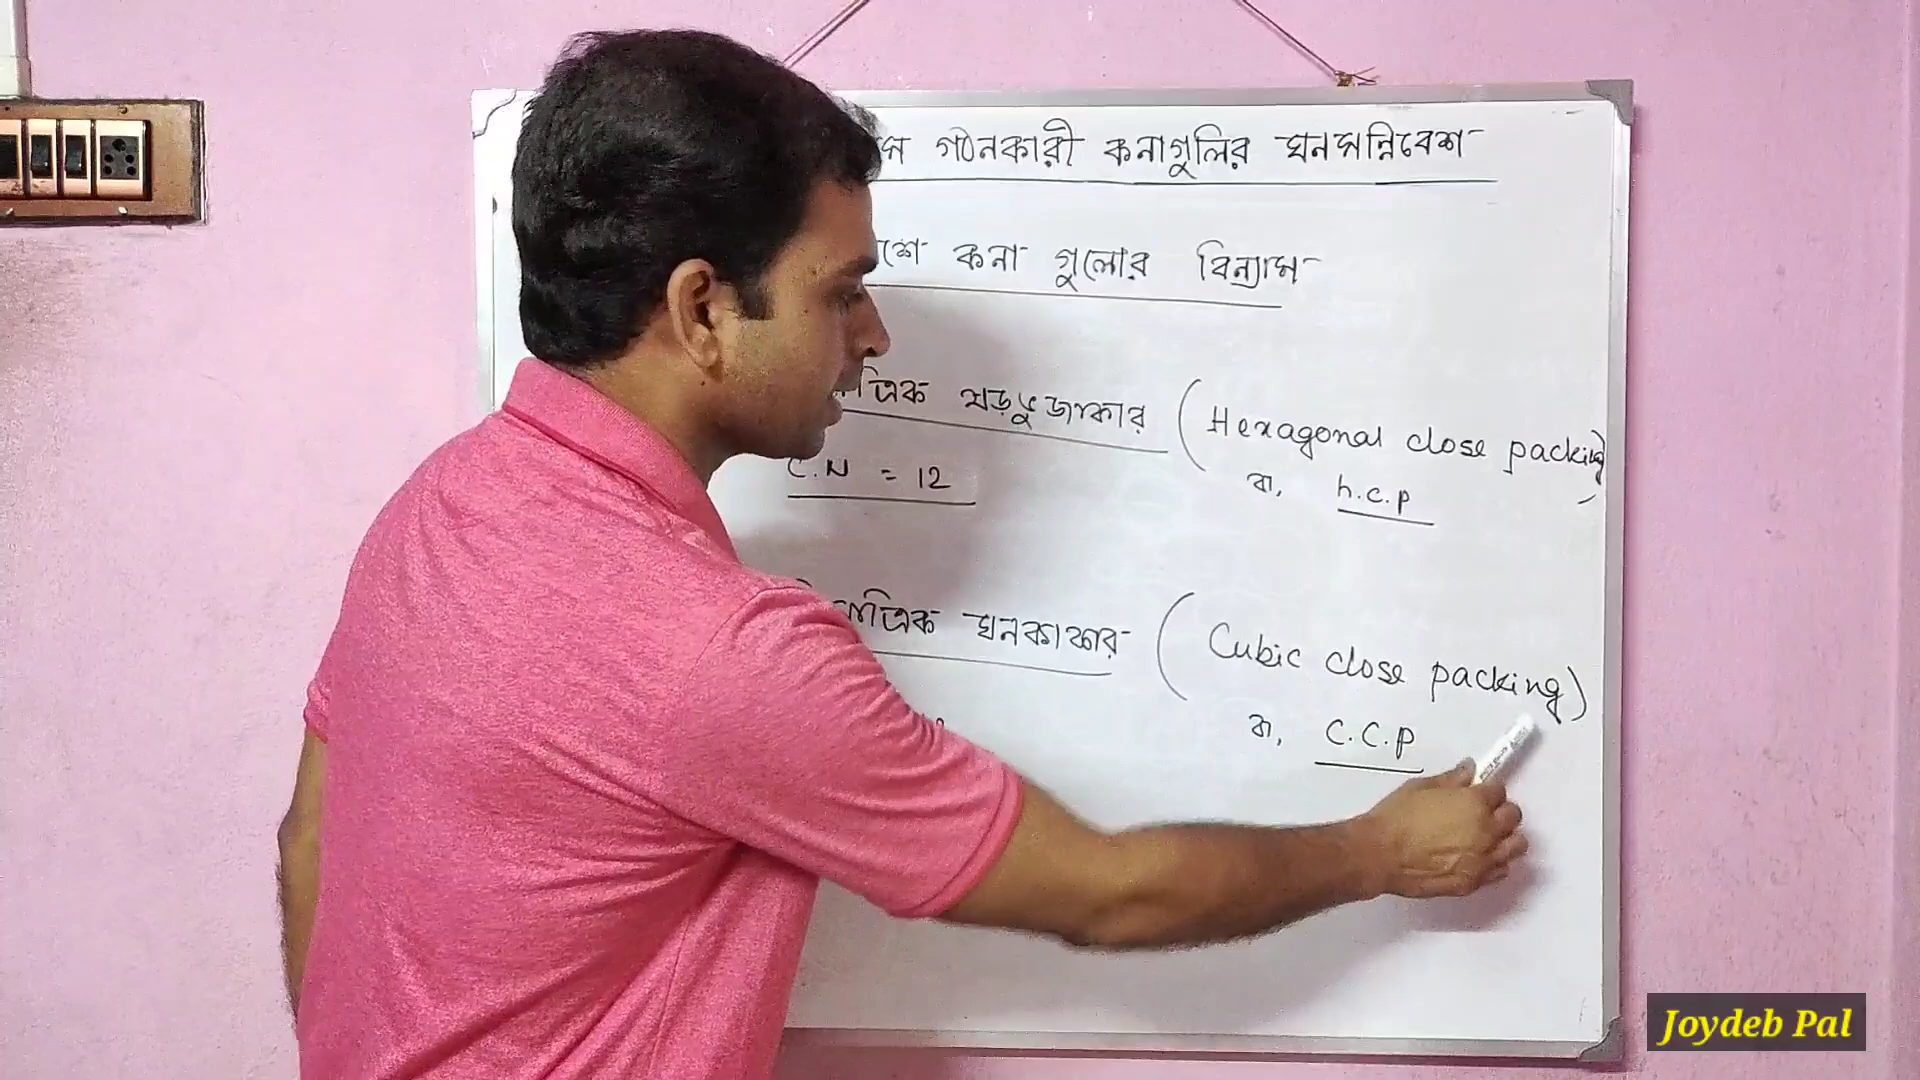 গঠনকারী কনাগুলির ঘনসন্নিবেশ
কনা গুলোর বিন্যাস
ষড়ভুজাকার (Hexagonal close packing)
C.N = 12
বা, h.c.p
ঘনকাকার (Cubic close packing)
বা, C.C.p
Joydeb Pal